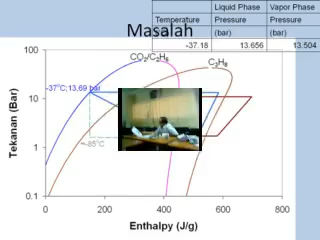 Liquid Phase Vapor Phase
Temperature Pressure Pressure
(bar) (bar)
-37.18 13.656 13.504
Masalah
100
10
1
0.1
Tekanan (Bar)
CO₂/C₂H₆
C₃H₈
-37°C;13,69 bar
-85°C
0 200 400 600 800
Enthalpy (J/g)